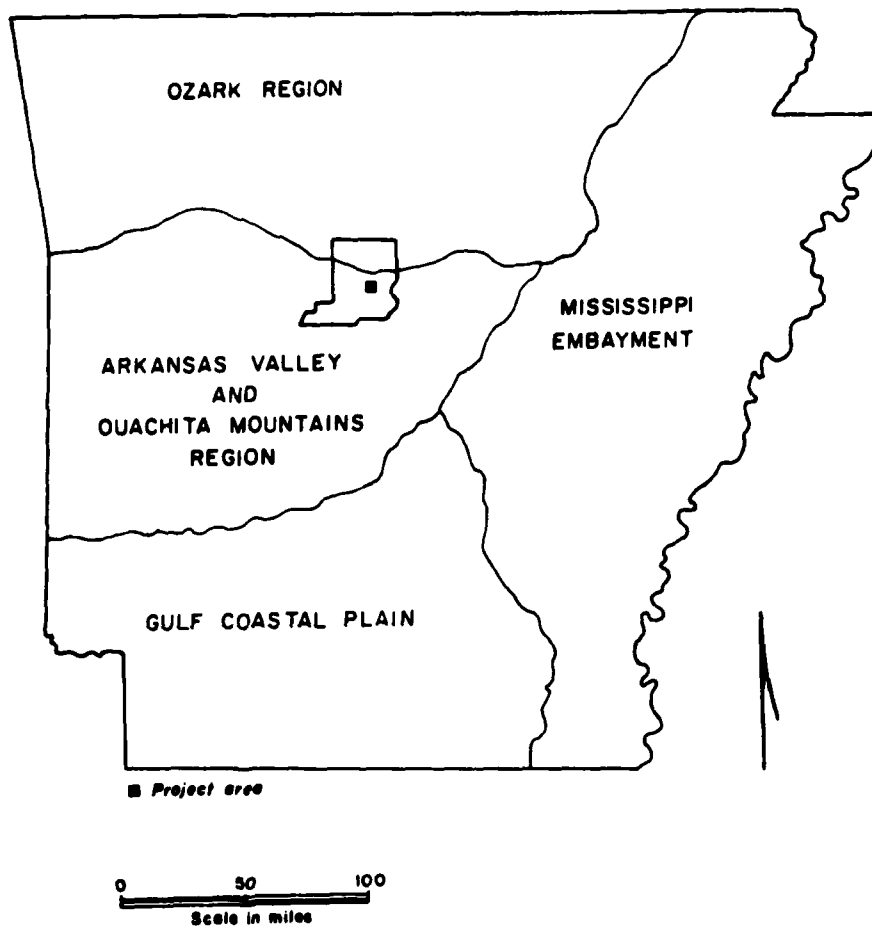 OZARK REGION
MISSISSIPPI
EMBAYMENT
ARKANSAS VALLEY
AND
OUACHITA MOUNTAINS
REGION
GULF COASTAL PLAIN
Project area
0 50 100
Scale in miles